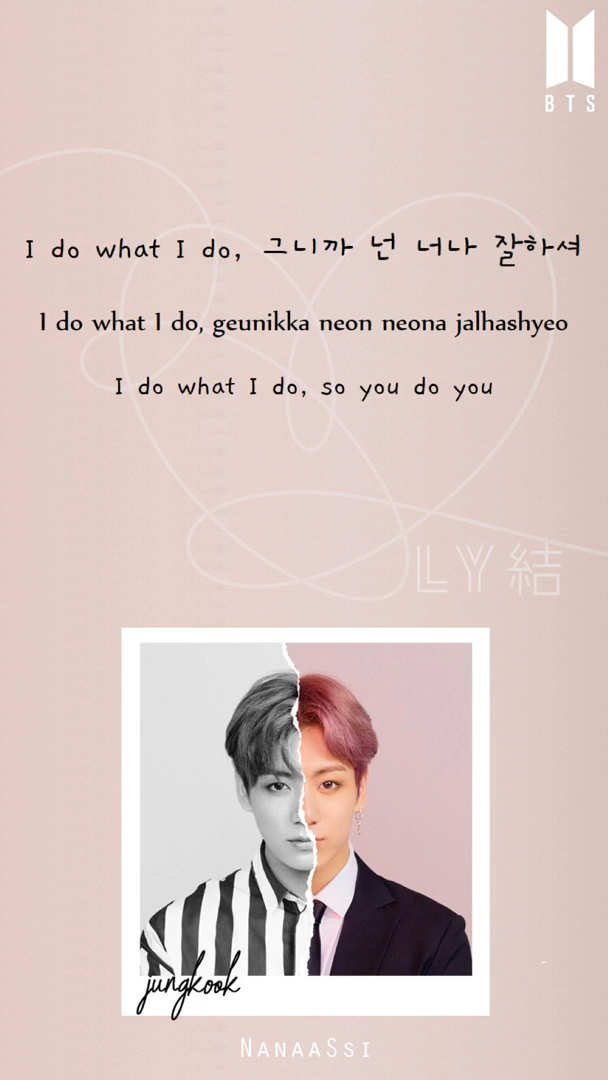 BTS
I do what I do, 그니까 넌 너나 잘하셔
I do what I do, geunikka neon neona jalhashyeo
I do what I do, so you do you
LY 結
jungkook
NanaaSsi